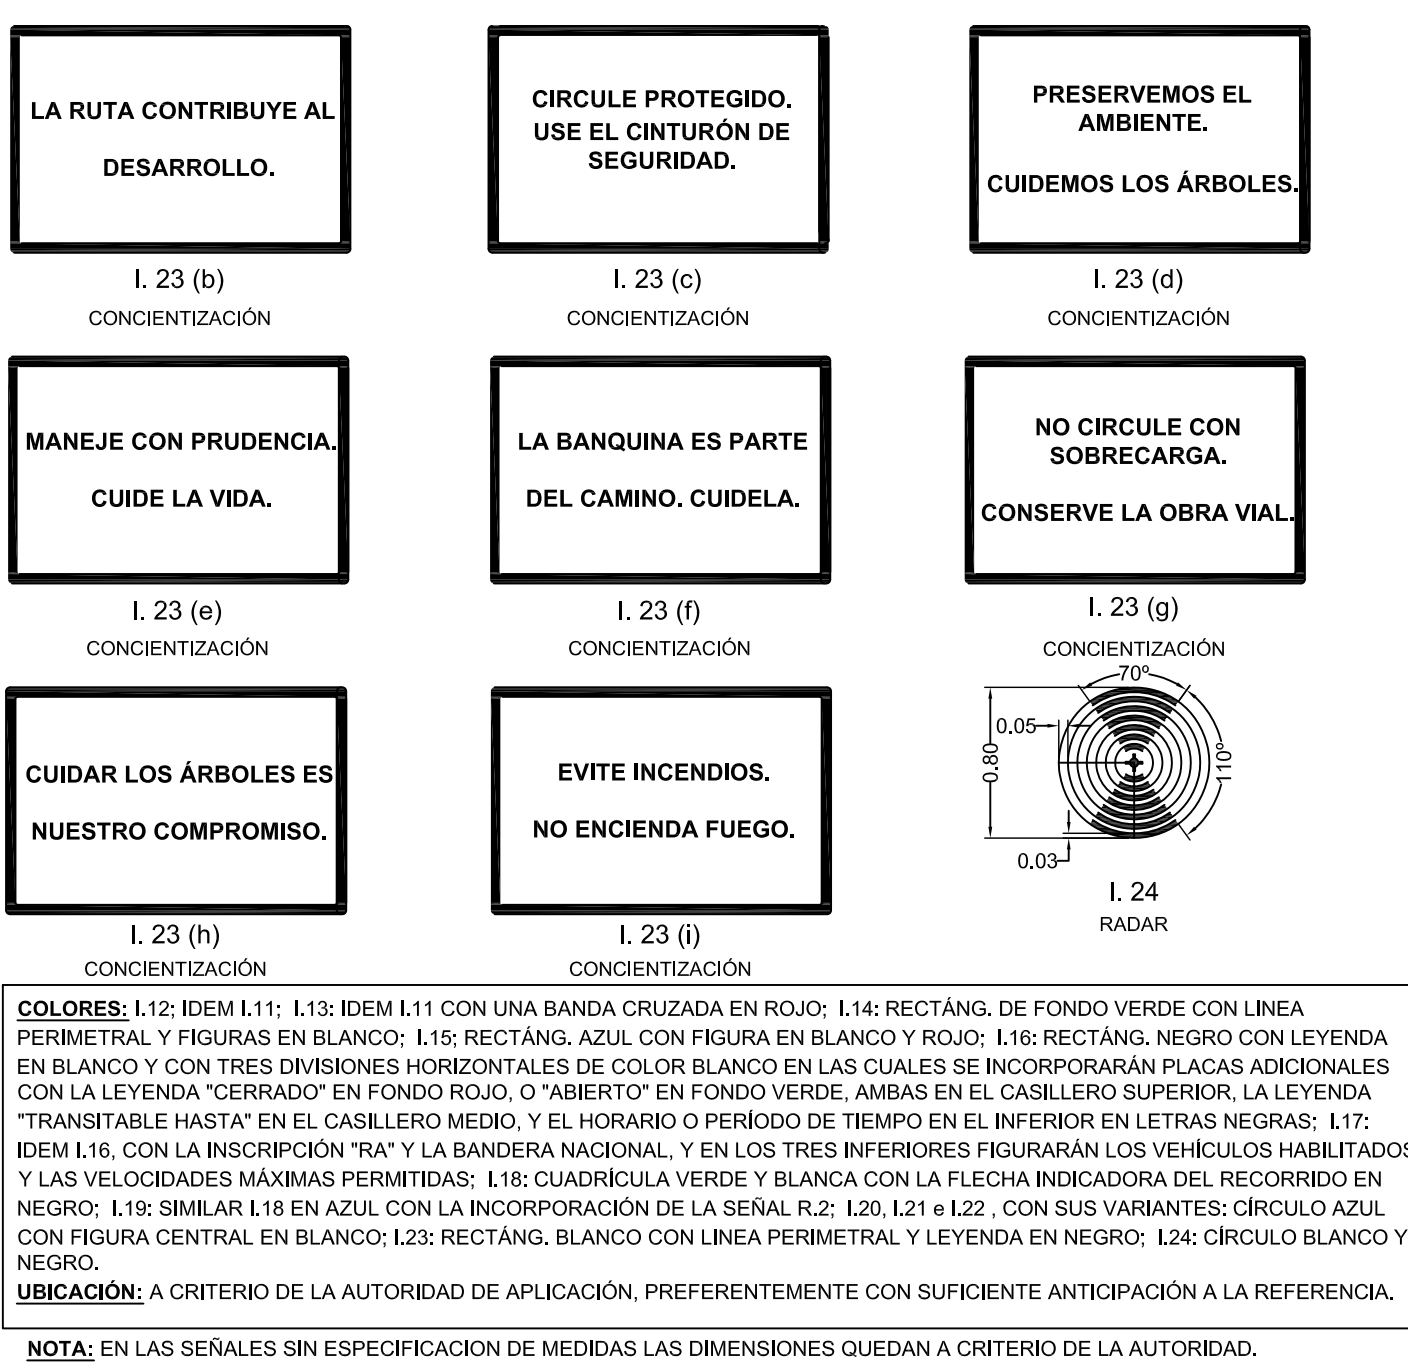 LA RUTA CONTRIBUYE AL
DESARROLLO.
I. 23 (b)
CONCIENTIZACIÓN
CIRCULE PROTEGIDO.
USE EL CINTURÓN DE
SEGURIDAD.
I. 23 (c)
CONCIENTIZACIÓN
PRESERVEMOS EL
AMBIENTE.
CUIDEMOS LOS ÁRBOLES.
I. 23 (d)
CONCIENTIZACIÓN
MANEJE CON PRUDENCIA.
CUIDE LA VIDA.
I. 23 (e)
CONCIENTIZACIÓN
LA BANQUINA ES PARTE
DEL CAMINO. CUIDELA.
I. 23 (f)
CONCIENTIZACIÓN
NO CIRCULE CON
SOBRECARGA.
CONSERVE LA OBRA VIAL.
I. 23 (g)
CONCIENTIZACIÓN
CUIDAR LOS ÁRBOLES ES
NUESTRO COMPROMISO.
I. 23 (h)
CONCIENTIZACIÓN
EVITE INCENDIOS.
NO ENCIENDA FUEGO.
I. 23 (i)
CONCIENTIZACIÓN
70º
0.05
0.80
110º
0.03
I. 24
RADAR
COLORES: I.12; IDEM I.11; I.13: IDEM I.11 CON UNA BANDA CRUZADA EN ROJO; I.14: RECTÁNG. DE FONDO VERDE CON LINEA
PERIMETRAL Y FIGURAS EN BLANCO; I.15; RECTÁNG. AZUL CON FIGURA EN BLANCO Y ROJO; I.16: RECTÁNG. NEGRO CON LEYENDA
EN BLANCO Y CON TRES DIVISIONES HORIZONTALES DE COLOR BLANCO EN LAS CUALES SE INCORPORARÁN PLACAS ADICIONALES
CON LA LEYENDA "CERRADO" EN FONDO ROJO, O "ABIERTO" EN FONDO VERDE, AMBAS EN EL CASILLERO SUPERIOR, LA LEYENDA
"TRANSITABLE HASTA" EN EL CASILLERO MEDIO, Y EL HORARIO O PERÍODO DE TIEMPO EN EL INFERIOR EN LETRAS NEGRAS; I.17:
IDEM I.16, CON LA INSCRIPCIÓN "RA" Y LA BANDERA NACIONAL, Y EN LOS TRES INFERIORES FIGURARÁN LOS VEHÍCULOS HABILITADOS
Y LAS VELOCIDADES MÁXIMAS PERMITIDAS; I.18: CUADRÍCULA VERDE Y BLANCA CON LA FLECHA INDICADORA DEL RECORRIDO EN
NEGRO; I.19: SIMILAR I.18 EN AZUL CON LA INCORPORACIÓN DE LA SEÑAL R.2; I.20, I.21 e I.22 , CON SUS VARIANTES: CÍRCULO AZUL
CON FIGURA CENTRAL EN BLANCO; I.23: RECTÁNG. BLANCO CON LINEA PERIMETRAL Y LEYENDA EN NEGRO; I.24: CÍRCULO BLANCO Y
NEGRO.
UBICACIÓN: A CRITERIO DE LA AUTORIDAD DE APLICACIÓN, PREFERENTEMENTE CON SUFICIENTE ANTICIPACIÓN A LA REFERENCIA.
NOTA: EN LAS SEÑALES SIN ESPECIFICACION DE MEDIDAS LAS DIMENSIONES QUEDAN A CRITERIO DE LA AUTORIDAD.